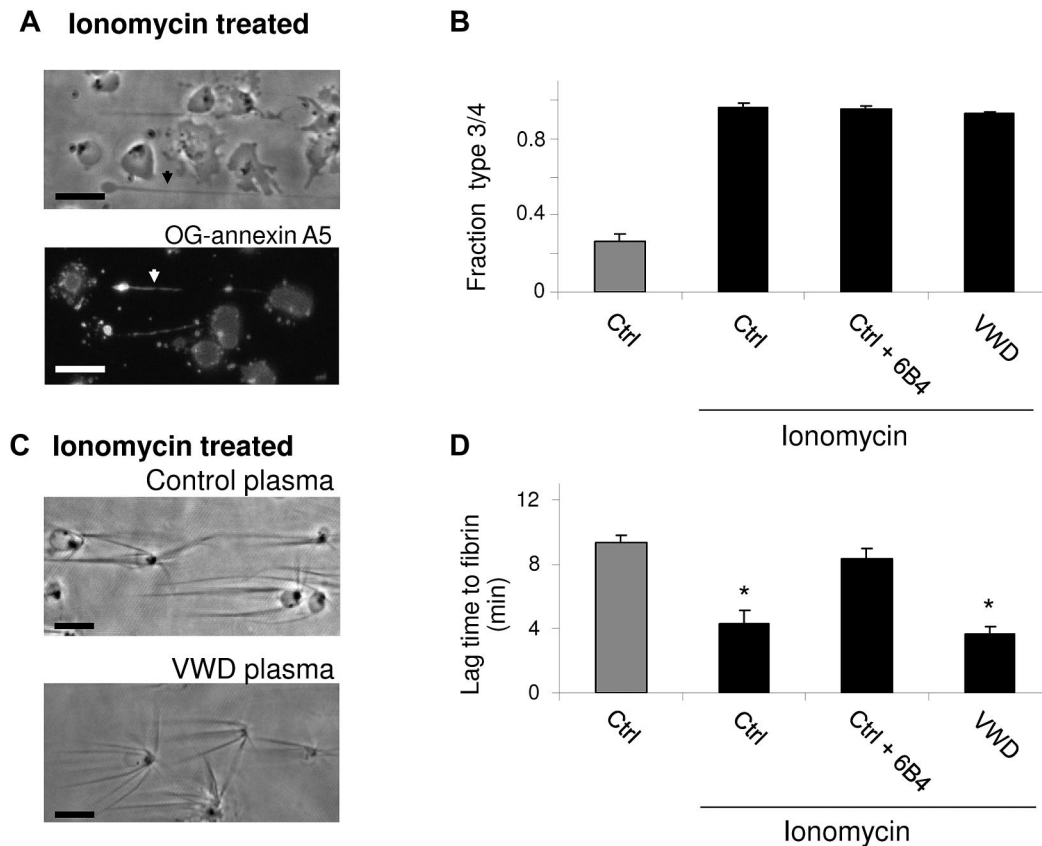 A Ionomycin treated
OG-annexin A5
B
Fraction type 3/4
0.8
0.4
0
Ctrl
Ctrl
Ctrl + 6B4
VWD
Ionomycin
C Ionomycin treated
Control plasma
VWD plasma
D
Lag time to fibrin
(min)
12
8
4
0
*
*
Ctrl
Ctrl
Ctrl + 6B4
VWD
Ionomycin